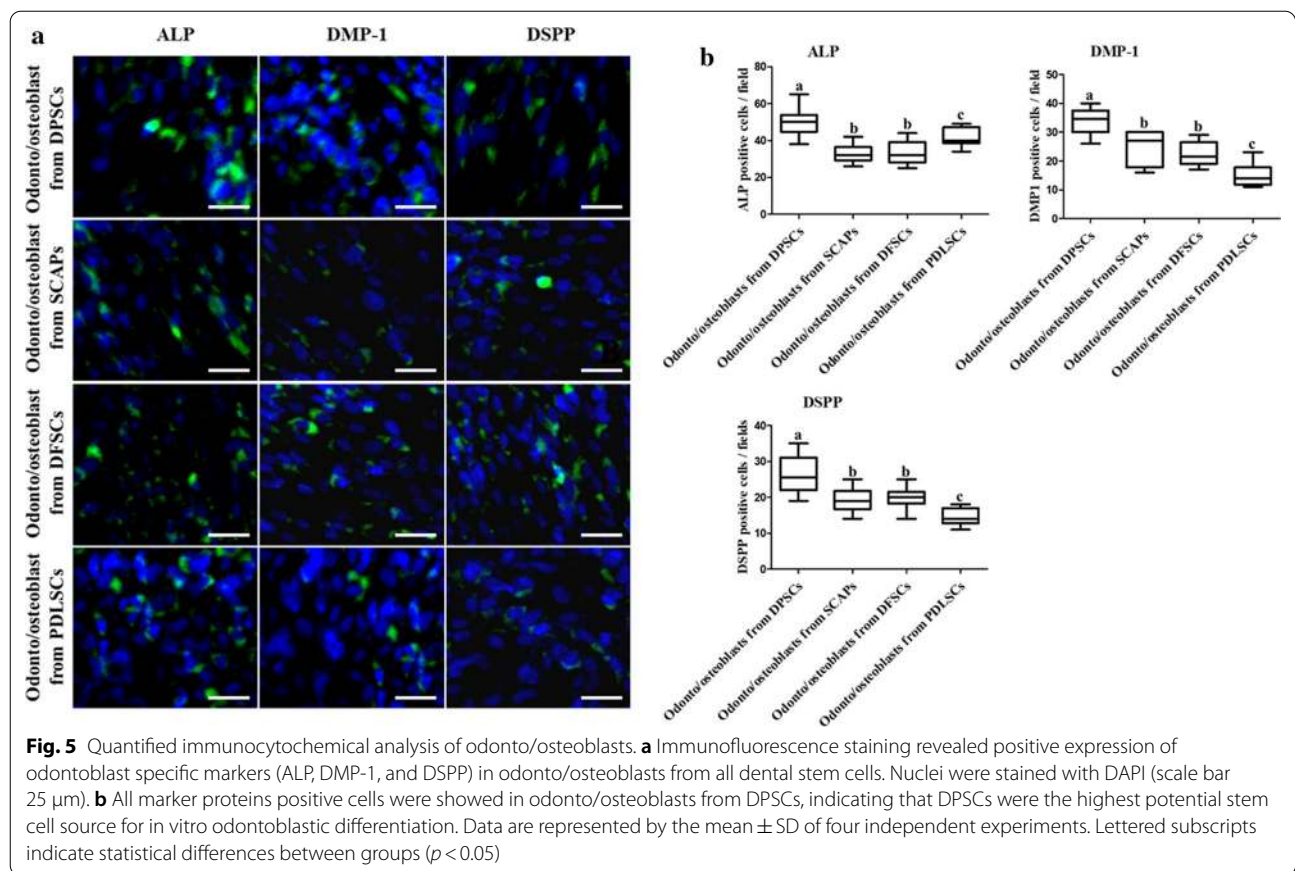 a
ALP DMP-1 DSPP
Odonto/osteoblast
from DPSCs
Odonto/osteoblast
from SCAPs
Odonto/osteoblast
from DFSCs
Odonto/osteoblast
from PDLSCs
b
ALP
ALP positive cells / field
80
60
40
20
0
a
b
b
c
Odonto/osteoblasts from DPSCs
Odonto/osteoblasts from SCAPs
Odonto/osteoblasts from DFSCs
Odonto/osteoblasts from PDLSCs
DMP-1
DMP1 positive cells / field
50
40
30
20
10
0
a
b
b
c
Odonto/osteoblasts from DPSCs
Odonto/osteoblasts from SCAPs
Odonto/osteoblasts from DFSCs
Odonto/osteoblasts from PDLSCs
DSPP
DSPP positive cells / fields
40
30
20
10
0
a
b
b
c
Odonto/osteoblasts from DPSCs
Odonto/osteoblasts from SCAPs
Odonto/osteoblasts from DFSCs
Odonto/osteoblasts from PDLSCs
Fig. 5 Quantified immunocytochemical analysis of odonto/osteoblasts. a Immunofluorescence staining revealed positive expression of
odontoblast specific markers (ALP, DMP-1, and DSPP) in odonto/osteoblasts from all dental stem cells. Nuclei were stained with DAPI (scale bar
25 µm). b All marker proteins positive cells were showed in odonto/osteoblasts from DPSCs, indicating that DPSCs were the highest potential stem
cell source for in vitro odontoblastic differentiation. Data are represented by the mean ± SD of four independent experiments. Lettered subscripts
indicate statistical differences between groups (p < 0.05)